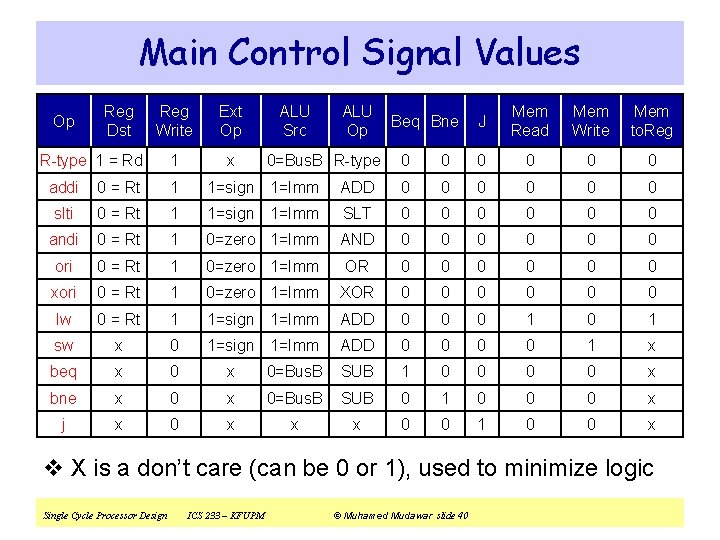 Main Control Signal Values
Op Reg Dst Reg Write Ext Op ALU Src ALU Op Beq Bne J Mem Read Mem Write Mem to.Reg
R-type 1 = Rd 1 x 0=Bus.B R-type 0 0 0 0 0 0
addi 0 = Rt 1 1=sign 1=Imm ADD 0 0 0 0 0 0
slti 0 = Rt 1 1=sign 1=Imm SLT 0 0 0 0 0 0
andi 0 = Rt 1 0=zero 1=Imm AND 0 0 0 0 0 0
ori 0 = Rt 1 0=zero 1=Imm OR 0 0 0 0 0 0
xori 0 = Rt 1 0=zero 1=Imm XOR 0 0 0 0 0 0
lw 0 = Rt 1 1=sign 1=Imm ADD 0 0 0 1 0 1
sw x 0 1=sign 1=Imm ADD 0 0 0 0 1 x
beq x 0 x 0=Bus.B SUB 1 0 0 0 0 x
bne x 0 x 0=Bus.B SUB 0 1 0 0 0 x
j x 0 x x x 0 0 1 0 0 x
❖ X is a don’t care (can be 0 or 1), used to minimize logic
Single Cycle Processor Design ICS 233 – KFUPM © Muhamed Mudawar slide 40